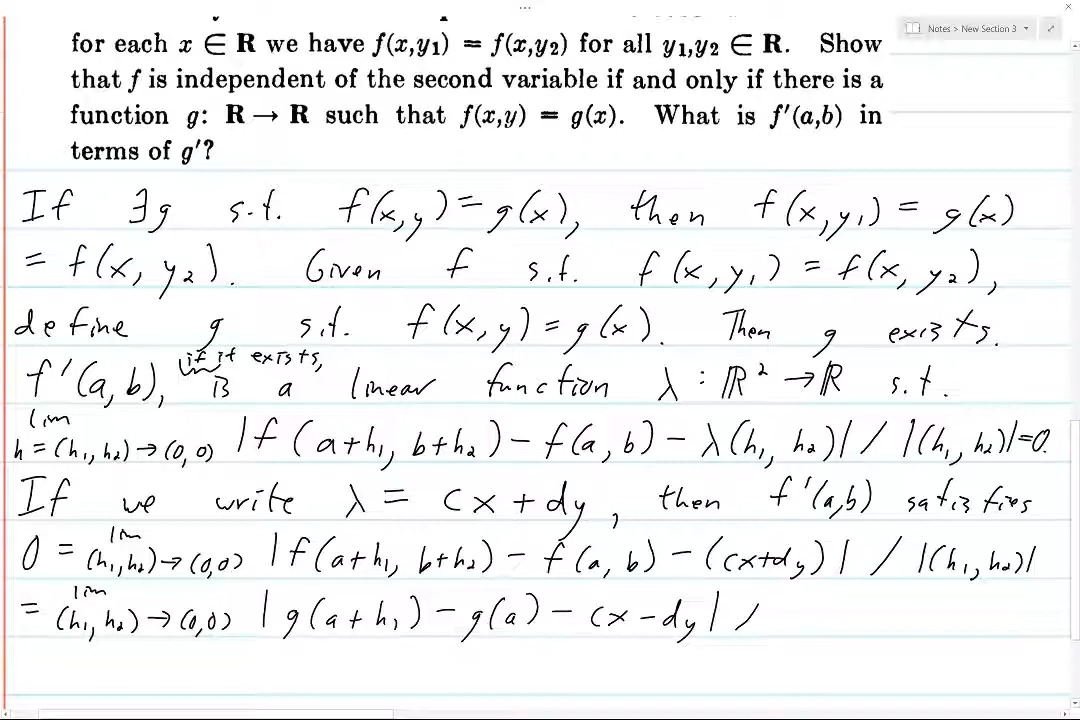 Notes > New Section 3
for each x ∈ R we have f(x,y₁) = f(x,y₂) for all y₁,y₂ ∈ R. Show
that f is independent of the second variable if and only if there is a
function g: R → R such that f(x,y) = g(x). What is f′(a,b) in
terms of g′?
If ∃g s.t. f(x,y) = g(x), then f(x,y₁) = g(x)
= f(x, y₂). Given f s.t. f(x,y₁) = f(x, y₂),
define g s.t. f(x,y) = g(x). Then g exists.
f'(a,b), if it exists, is a linear function λ : ℝ² → ℝ s.t.
lim
h = (h₁, h₂) → (0, 0) |f(a+h₁, b+h₂) - f(a, b) - λ(h₁, h₂)| / |(h₁, h₂)| = 0.
If we write λ = cx + dy, then f'(a,b) satisfies
0 = lim (h₁,h₂) → (0,0) |f(a+h₁, b+h₂) - f(a, b) - (cx+dy)| / |(h₁, h₂)|
= lim (h₁, h₂) → (0,0) |g(a+h₁) - g(a) - cx - dy| /